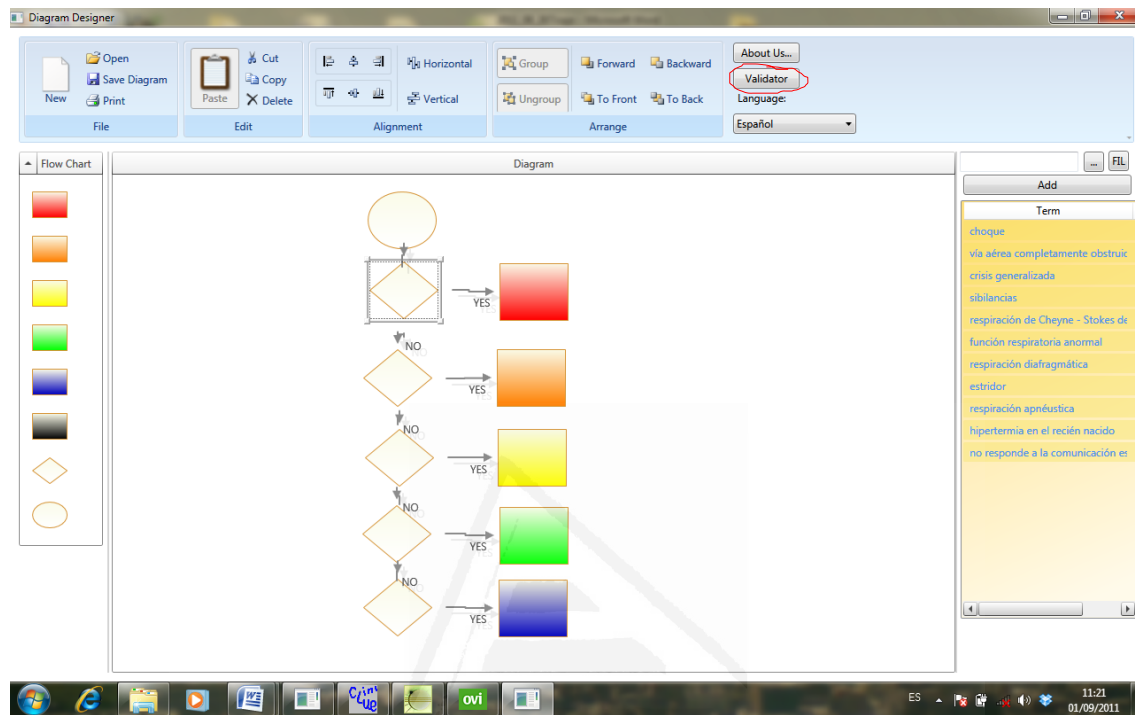 Diagram Designer
New
Open
Save Diagram
Print
File
Paste
Cut
Copy
Delete
Edit
Horizontal
Vertical
Alignment
Group
Ungroup
Forward
Backward
To Front
To Back
Arrange
About Us...
Validator
Language:
Español
Flow Chart
Diagram
... FIL
Add
Term
choque
vía aérea completamente obstruic
crisis generalizada
sibilancias
respiración de Cheyne - Stokes de
función respiratoria anormal
respiración diafragmática
estridor
respiración apnéustica
hipertermia en el recién nacido
no responde a la comunicación es
YES
NO
YES
NO
YES
NO
YES
NO
YES
ovi
ES
11:21
01/09/2011